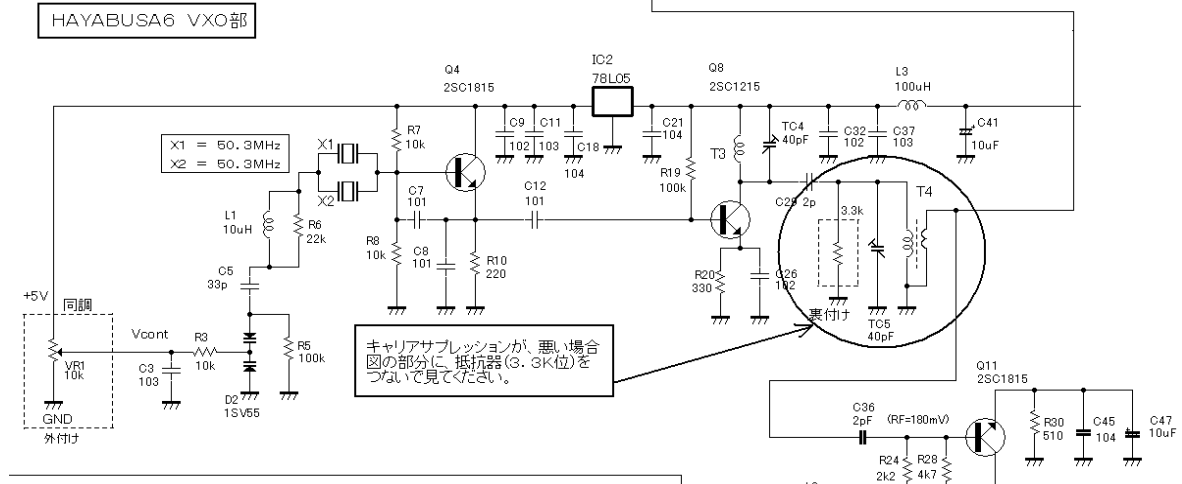 HAYABUSA6 VXO部
IC2
78L05
Q4
2SC1815
Q8
2SC1215
L3
100uH
X1 = 50.3MHz
X2 = 50.3MHz
X1
X2
R7
10k
C9
102
C11
103
C18
104
C21
104
T3
TC4
40pF
C32
102
C37
103
C41
10uF
R19
100k
C7
101
C12
101
C29 2p
T4
L1
10uH
R6
22k
3.3k
R8
10k
C8
101
R10
220
R20
330
C26
102
C5
33p
裏付け
TC5
40pF
+5V
同調
Vcont
R3
10k
R5
100k
VR1
10k
C3
103
D2
1SV55
GND
外付け
キャリアサプレッションが、悪い場合
図の部分に、抵抗器(3.3K位)を
つないで見てください。
Q11
2SC1815
C36
2pF
(RF=180mV)
R30
510
C45
104
C47
10uF
R24
2k2
R28
4k7